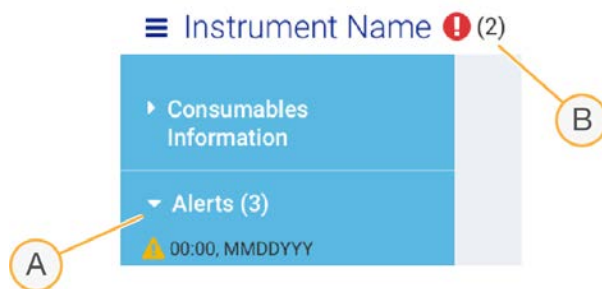 Instrument Name (2)
Consumables
Information
B
Alerts (3)
A
00:00, MMDDYYY